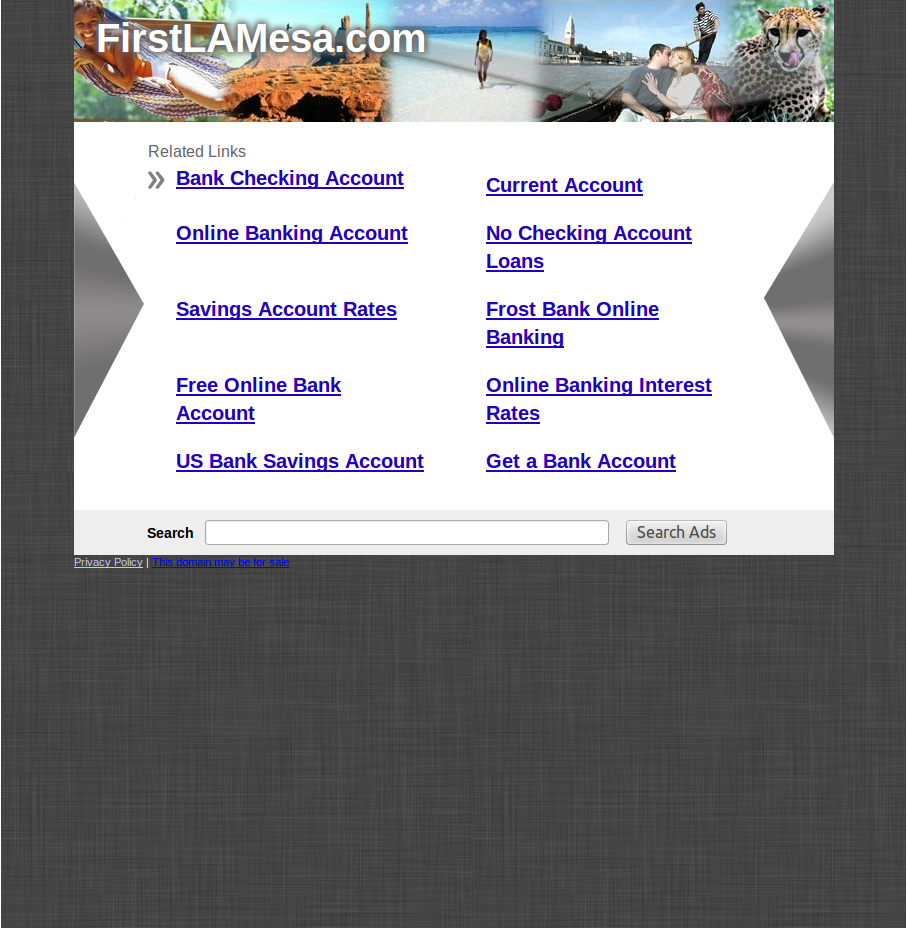 FirstLAMesa.com
Related Links
Bank Checking Account
Current Account
Online Banking Account
No Checking Account
Loans
Savings Account Rates
Frost Bank Online
Banking
Free Online Bank
Account
Online Banking Interest
Rates
US Bank Savings Account
Get a Bank Account
Search
Search Ads
Privacy Policy | This domain may be for sale